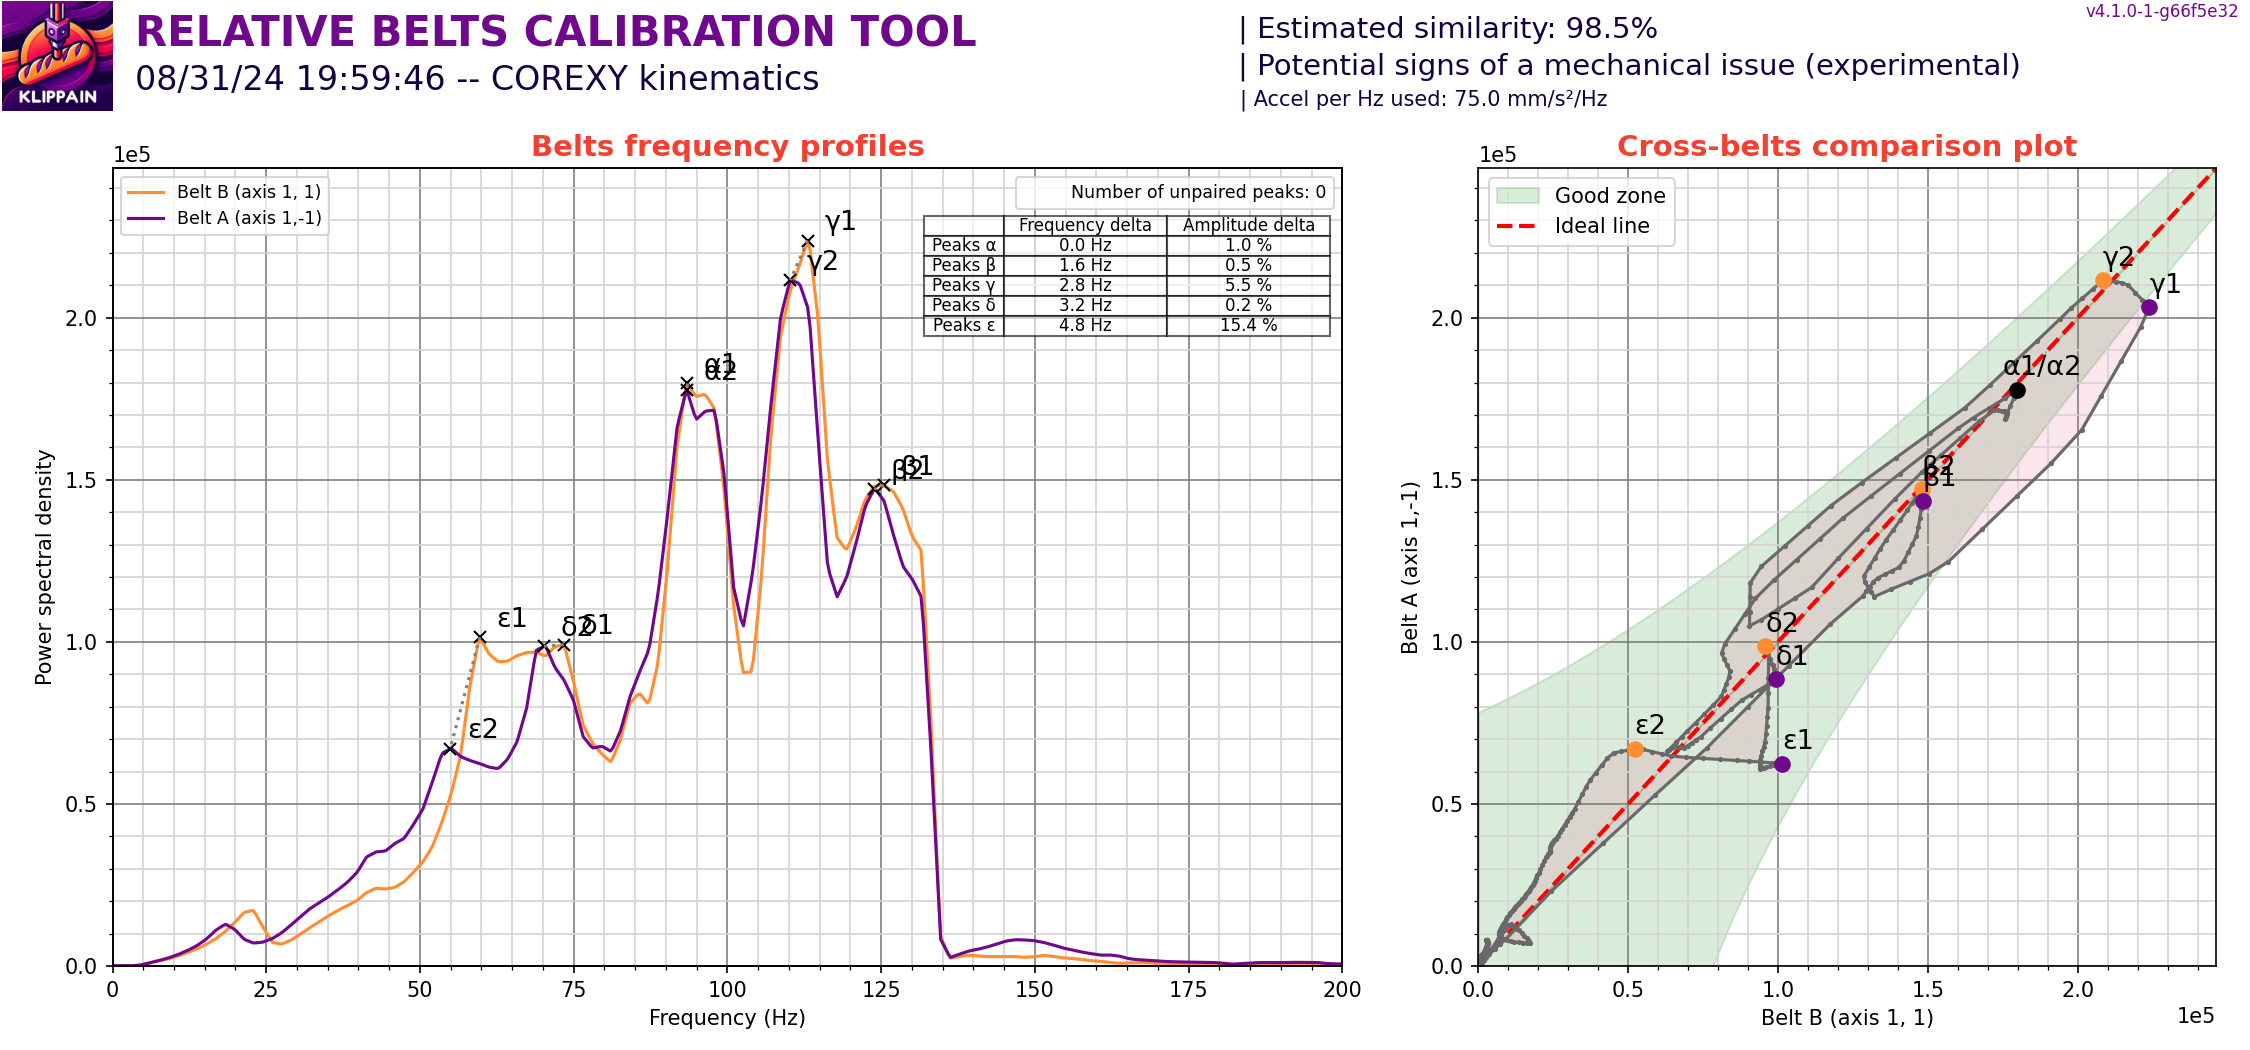 v4.1.0-1-g66f5e32
KLIPPAIN
RELATIVE BELTS CALIBRATION TOOL
08/31/24 19:59:46 -- COREXY kinematics
| Estimated similarity: 98.5%
| Potential signs of a mechanical issue (experimental)
| Accel per Hz used: 75.0 mm/s²/Hz
Belts frequency profiles
1e5
Belt B (axis 1, 1)
Belt A (axis 1,-1)
Number of unpaired peaks: 0
Frequency delta Amplitude delta
Peaks α 0.0 Hz 1.0 %
Peaks β 1.6 Hz 0.5 %
Peaks γ 2.8 Hz 5.5 %
Peaks δ 3.2 Hz 0.2 %
Peaks ε 4.8 Hz 15.4 %
γ1
γ2
α1
α2
β2 β1
ε1
δ2 δ1
ε2
2.0
1.5
1.0
0.5
0.0
Power spectral density
0 25 50 75 100 125 150 175 200
Frequency (Hz)
Cross-belts comparison plot
1e5
Good zone
Ideal line
γ2
γ1
α1/α2
β2
β1
δ2
δ1
ε2
ε1
2.0
1.5
1.0
0.5
0.0
Belt A (axis 1,-1)
0.0 0.5 1.0 1.5 2.0
Belt B (axis 1, 1)
1e5